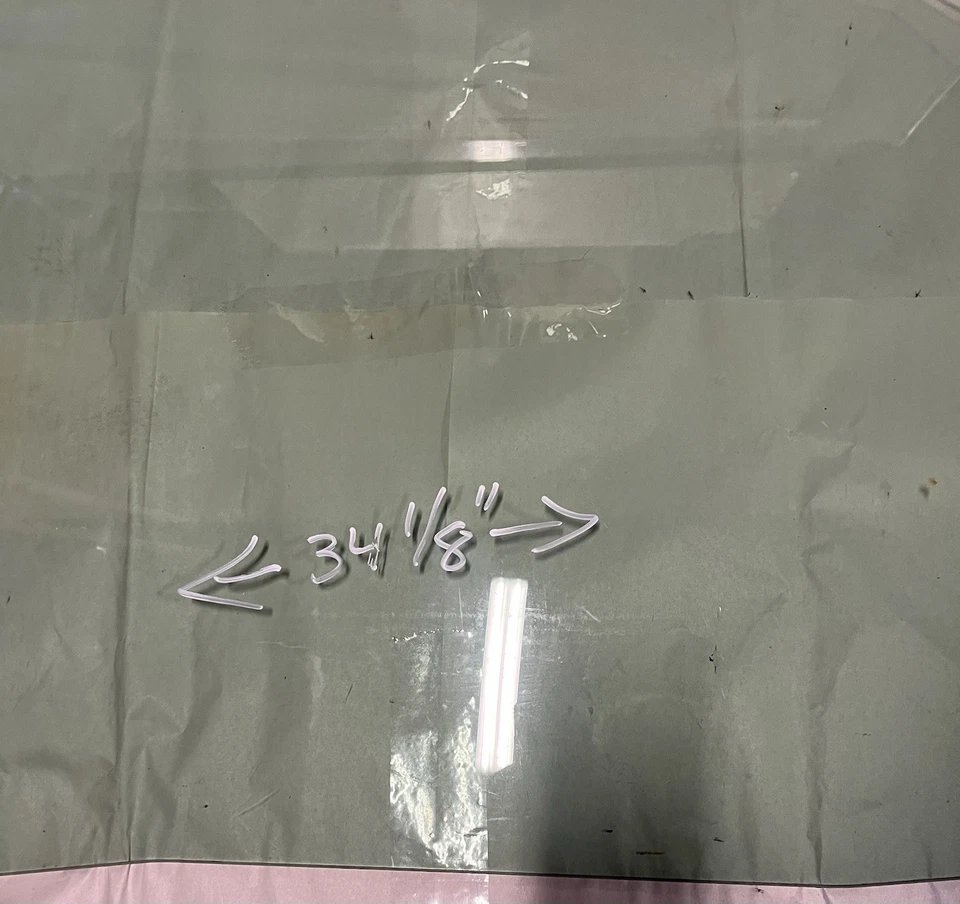 ← 34 1/8" →